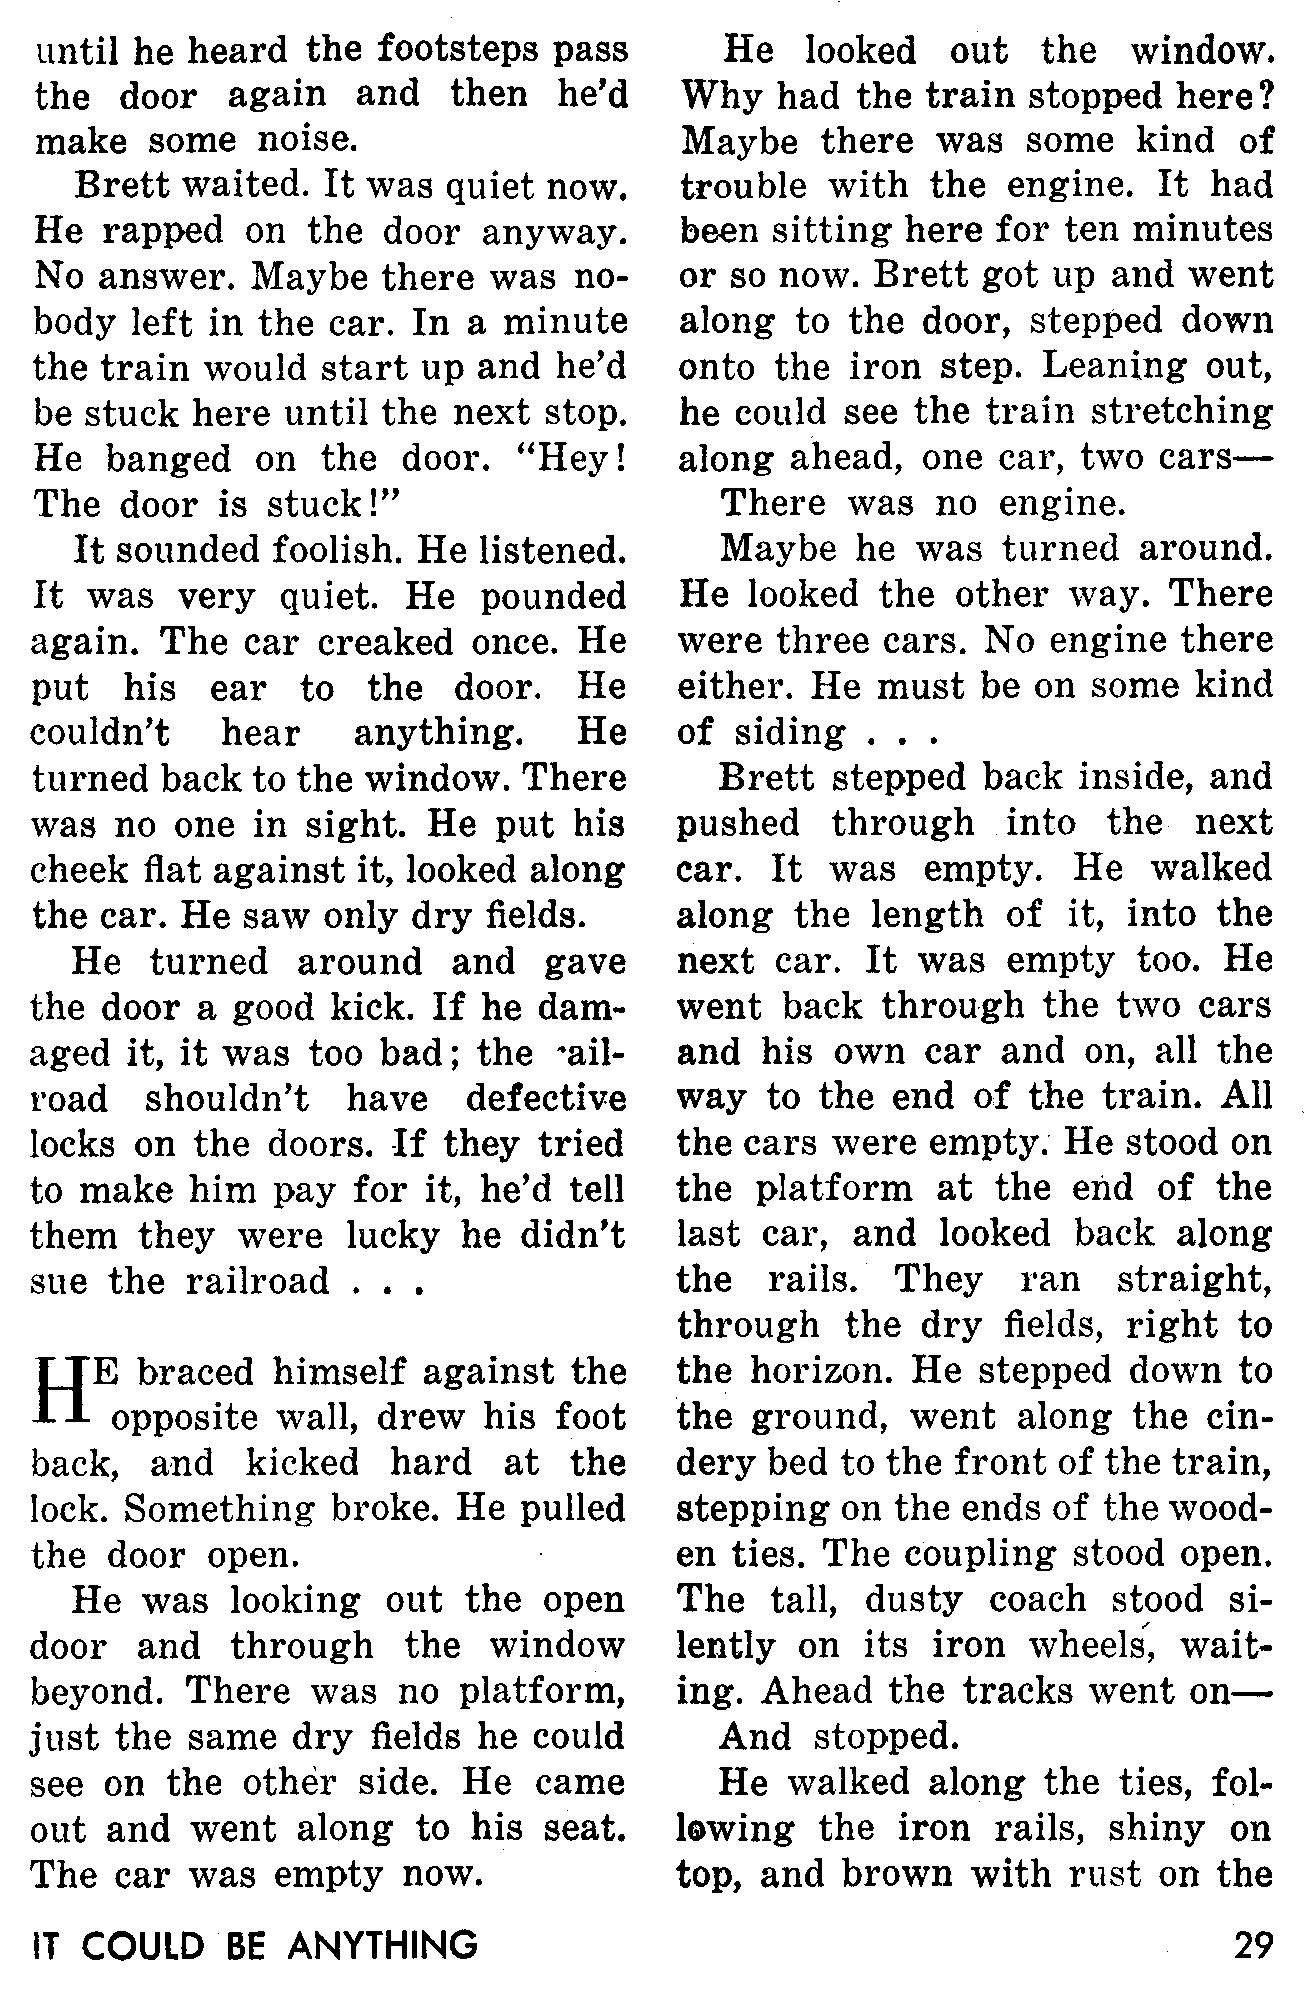 until he heard the footsteps pass
the door again and then he'd
make some noise.
Brett waited. It was quiet now.
He rapped on the door anyway.
No answer. Maybe there was no-
body left in the car. In a minute
the train would start up and he'd
be stuck here until the next stop.
He banged on the door. “Hey!
The door is stuck!”
It sounded foolish. He listened.
It was very quiet. He pounded
again. The car creaked once. He
put his ear to the door. He
couldn't hear anything. He
turned back to the window. There
was no one in sight. He put his
cheek flat against it, looked along
the car. He saw only dry fields.
He turned around and gave
the door a good kick. If he dam-
aged it, it was too bad; the rail-
road shouldn't have defective
locks on the doors. If they tried
to make him pay for it, he'd tell
them they were lucky he didn't
sue the railroad . . .
HE braced himself against the
opposite wall, drew his foot
back, and kicked hard at the
lock. Something broke. He pulled
the door open.
He was looking out the open
door and through the window
beyond. There was no platform,
just the same dry fields he could
see on the other side. He came
out and went along to his seat.
The car was empty now.
He looked out the window.
Why had the train stopped here?
Maybe there was some kind of
trouble with the engine. It had
been sitting here for ten minutes
or so now. Brett got up and went
along to the door, stepped down
onto the iron step. Leaning out,
he could see the train stretching
along ahead, one car, two cars—
There was no engine.
Maybe he was turned around.
He looked the other way. There
were three cars. No engine there
either. He must be on some kind
of siding . . .
Brett stepped back inside, and
pushed through into the next
car. It was empty. He walked
along the length of it, into the
next car. It was empty too. He
went back through the two cars
and his own car and on, all the
way to the end of the train. All
the cars were empty. He stood on
the platform at the end of the
last car, and looked back along
the rails. They ran straight,
through the dry fields, right to
the horizon. He stepped down to
the ground, went along the cin-
dery bed to the front of the train,
stepping on the ends of the wood-
en ties. The coupling stood open.
The tall, dusty coach stood si-
lently on its iron wheels, wait-
ing. Ahead the tracks went on—
And stopped.
He walked along the ties, fol-
lowing the iron rails, shiny on
top, and brown with rust on the
IT COULD BE ANYTHING
29